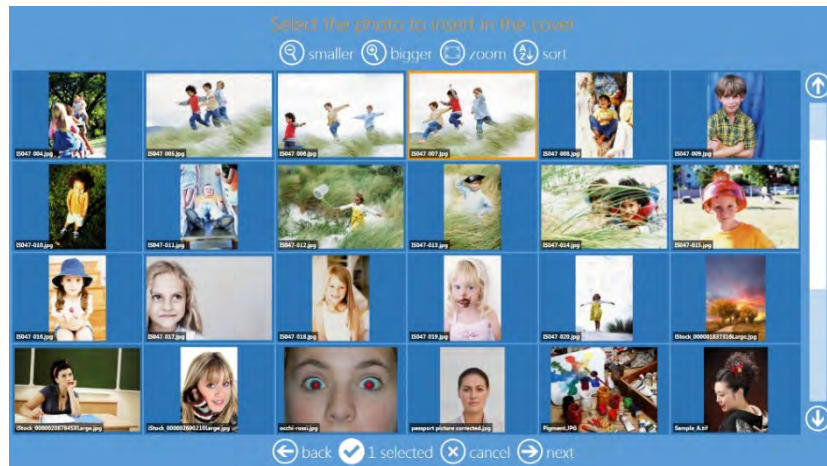 Select the photo to insert in the cover
smaller bigger zoom sort
IS047-004.jpg IS047-005.jpg IS047-006.jpg IS047-007.jpg IS047-008.jpg IS047-009.jpg
IS047-010.jpg IS047-011.jpg IS047-012.jpg IS047-013.jpg IS047-014.jpg IS047-015.jpg
IS047-016.jpg IS047-017.jpg IS047-018.jpg IS047-019.jpg IS047-020.jpg
occhi-rossi.jpg passport picture corrected.jpg Pigment.JPG Sample_A.tif
back 1 selected cancel next